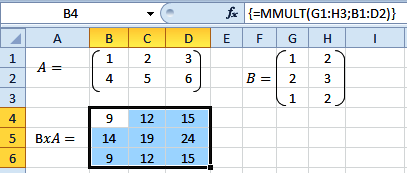 B4 fx {=MMULT(G1:H3;B1:D2)}
A B C D E F G H I
1 1 2 3 1 2
A =
2 4 5 6 B = 2 3
3 1 2
4 9 12 15
5 BxA = 14 19 24
6 9 12 15